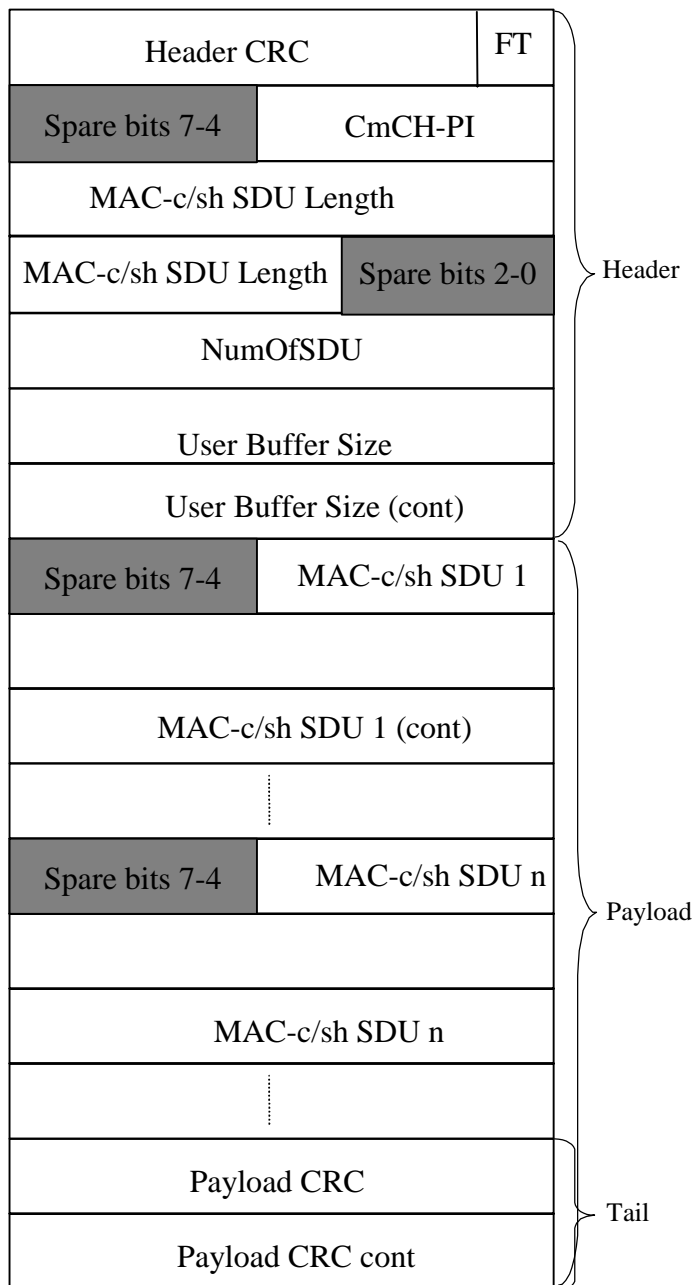 Header CRC FT
Spare bits 7-4 CmCH-PI
MAC-c/sh SDU Length
MAC-c/sh SDU Length Spare bits 2-0
Header
NumOfSDU
User Buffer Size
User Buffer Size (cont)
Spare bits 7-4 MAC-c/sh SDU 1
MAC-c/sh SDU 1 (cont)
Spare bits 7-4 MAC-c/sh SDU n
Payload
MAC-c/sh SDU n
Payload CRC
Tail
Payload CRC cont